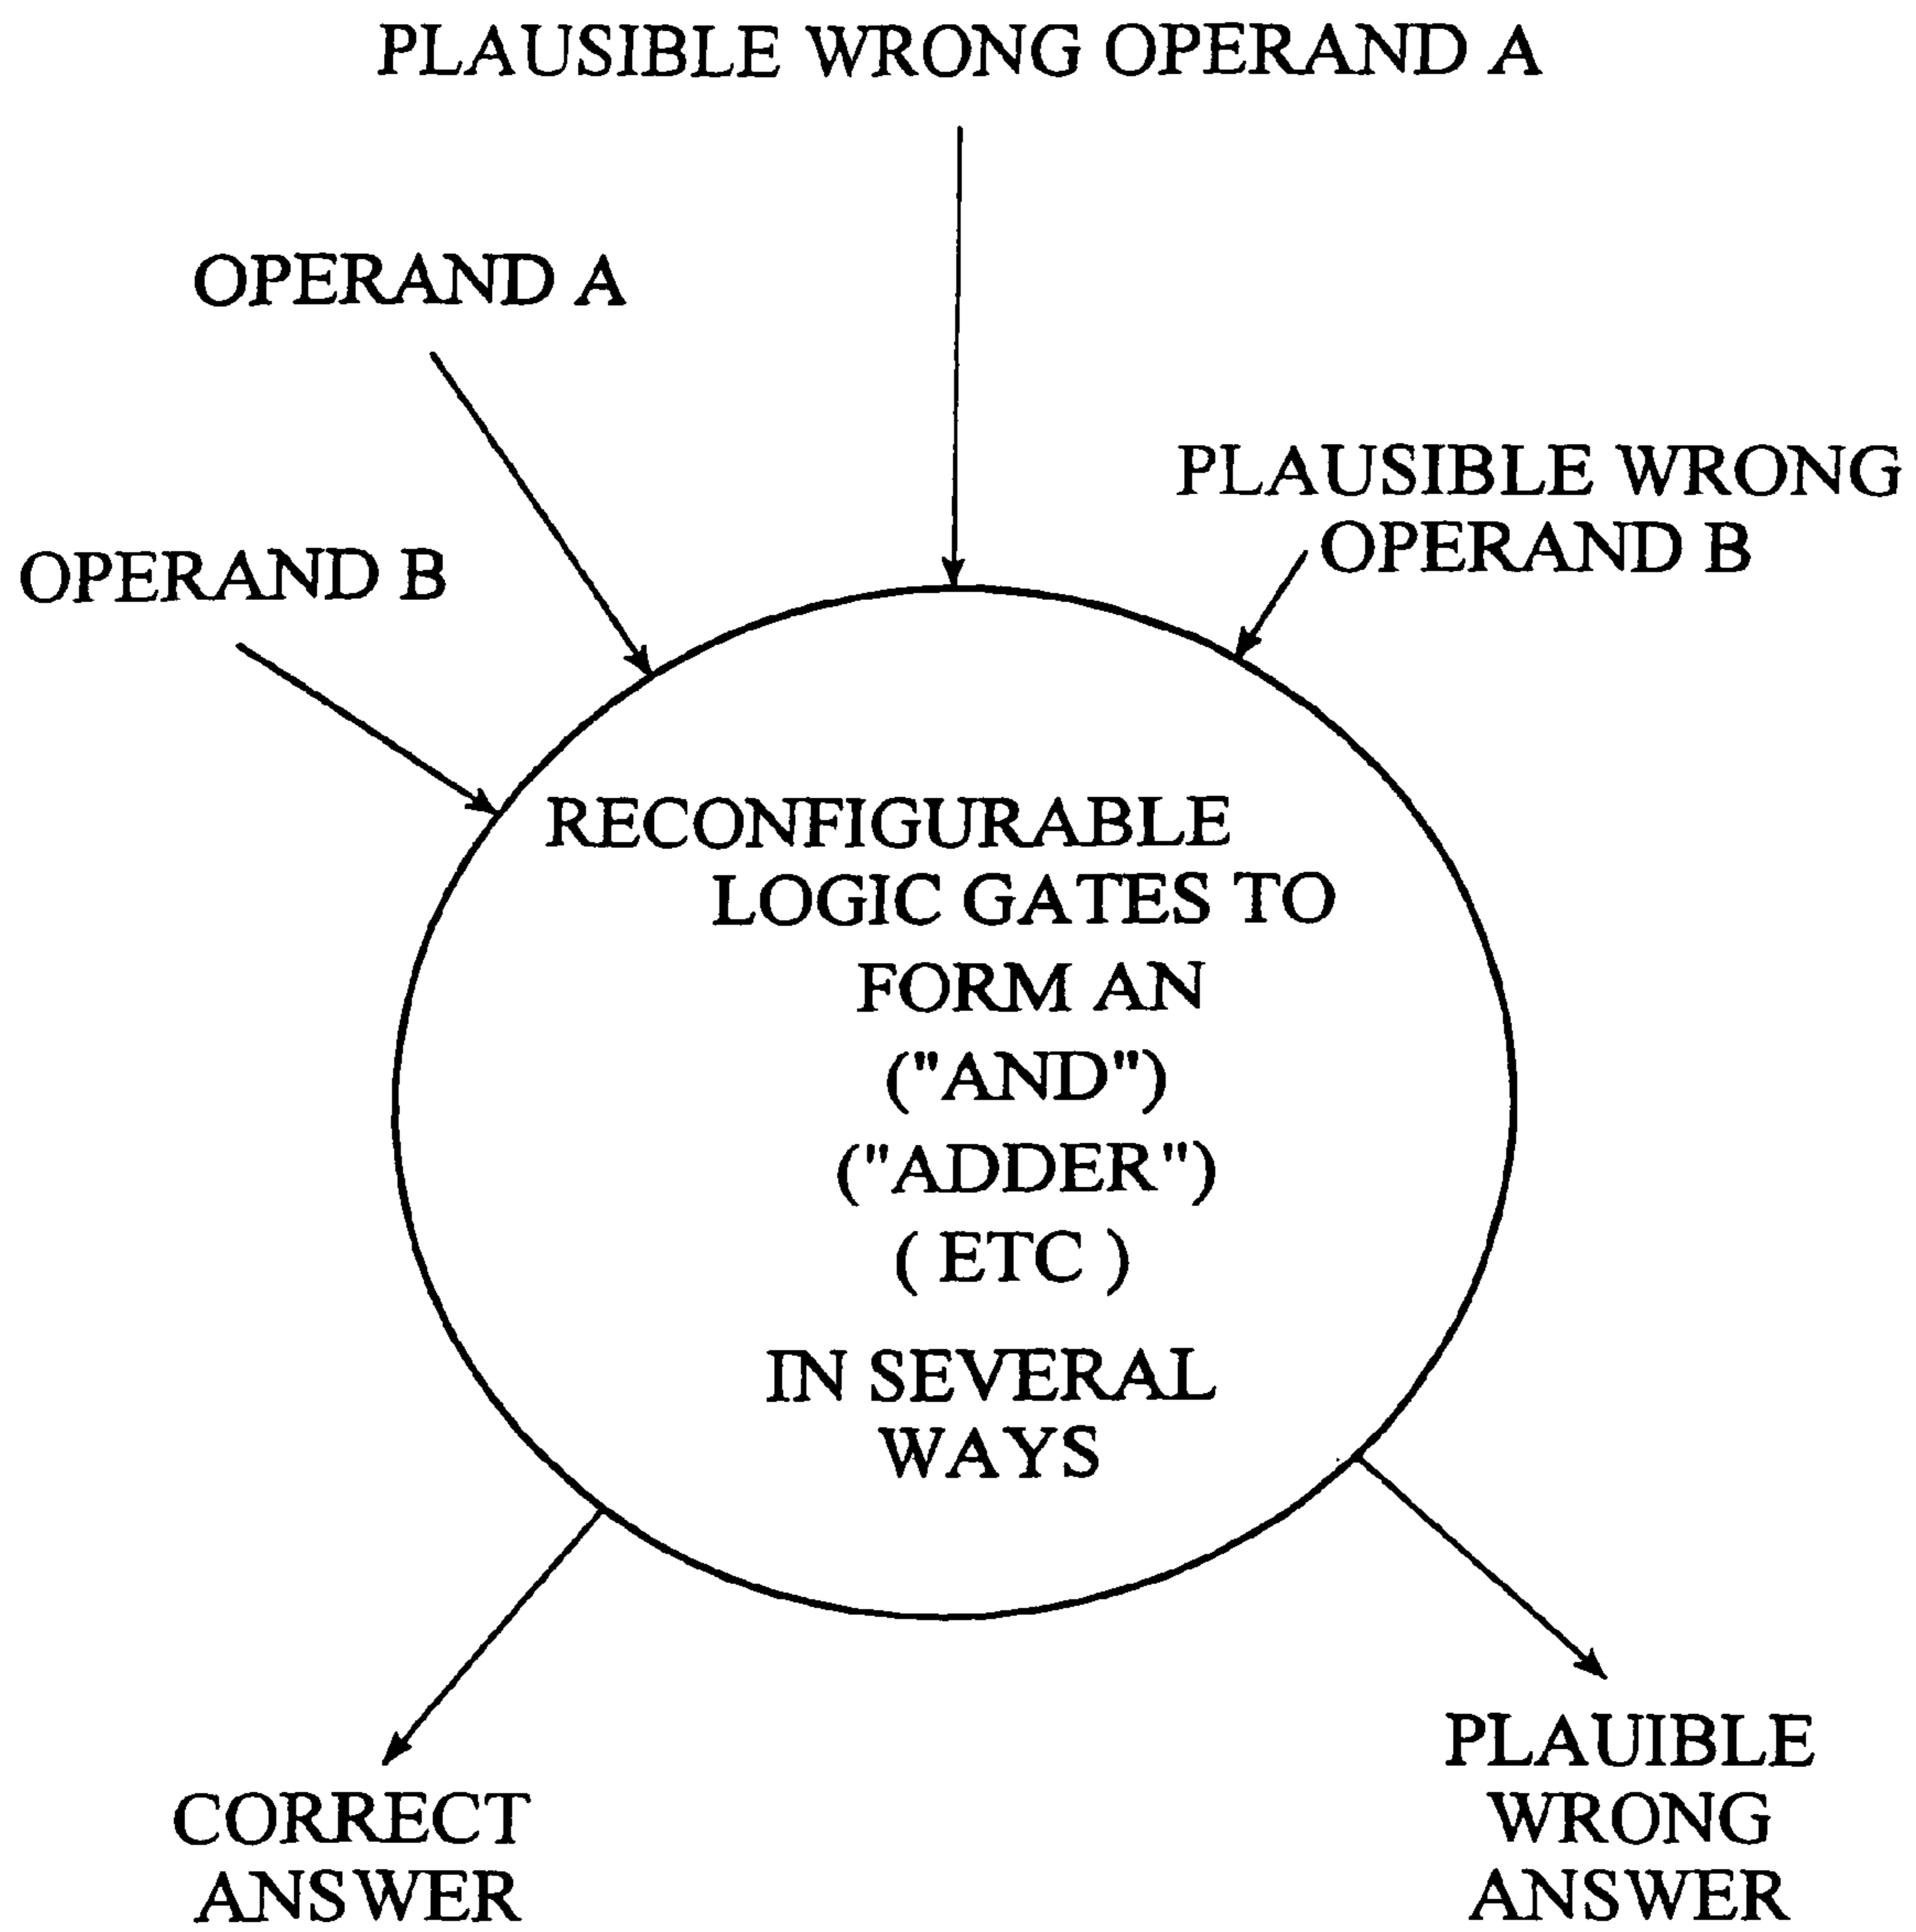 PLAUSIBLE WRONG OPERAND A
OPERAND A
PLAUSIBLE WRONG
OPERAND B
OPERAND B
RECONFIGURABLE
LOGIC GATES TO
FORM AN
("AND")
("ADDER")
( ETC )
IN SEVERAL
WAYS
CORRECT
ANSWER
PLAUIBLE
WRONG
ANSWER